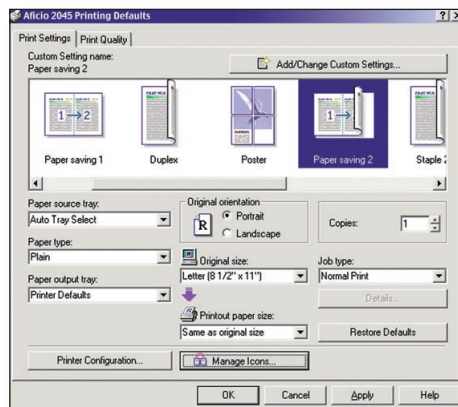 Aficio 2045 Printing Defaults
Print Settings
Print Quality
Custom Setting name:
Paper saving 2
Add/Change Custom Settings...
1 2
1
Paper saving 1
Duplex
Poster
Paper saving 2
Staple 2
Paper source tray:
Auto Tray Select
Paper type:
Plain
Paper output tray:
Printer Defaults
Original orientation
R
Portrait
Landscape
Original size:
Letter (8 1/2" x 11")
Printout paper size:
Same as original size
Copies:
1
Job type:
Normal Print
Details...
Restore Defaults
Printer Configuration...
Manage Icons...
OK
Cancel
Apply
Help